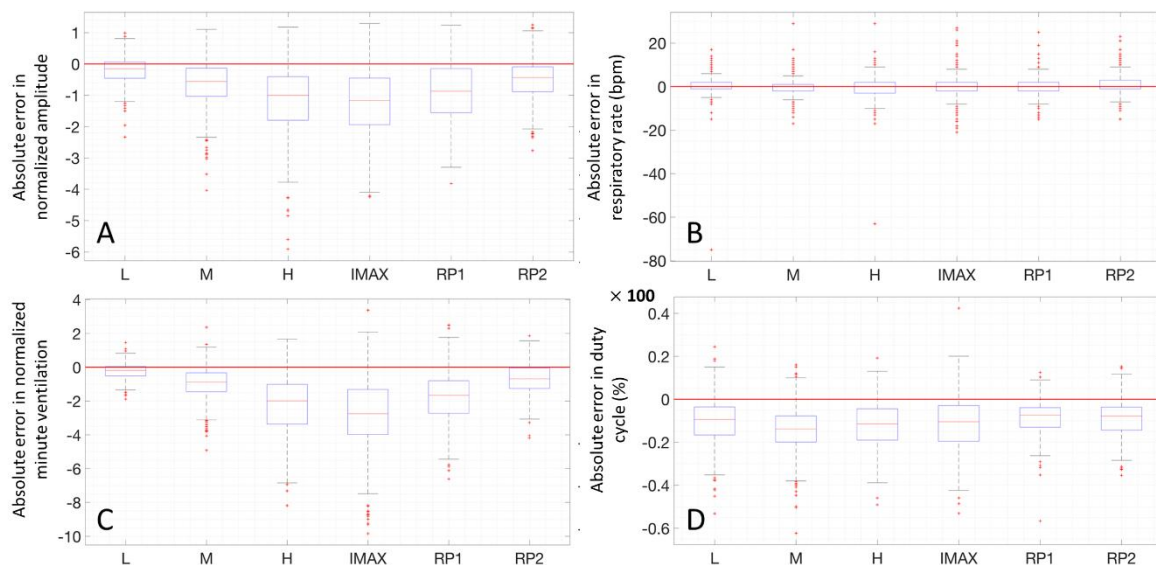 Absolute error in
normalized amplitude
1
0
-1
-2
-3
-4
-5
-6
A
L M H IMAX RP1 RP2
Absolute error in
respiratory rate (bpm)
20
0
-20
-40
-60
-80
B
L M H IMAX RP1 RP2
Absolute error in normalized
minute ventilation
4
2
0
-2
-4
-6
-8
-10
C
L M H IMAX RP1 RP2
× 100
Absolute error in duty
cycle (%)
0.4
0.2
0
-0.2
-0.4
-0.6
D
L M H IMAX RP1 RP2